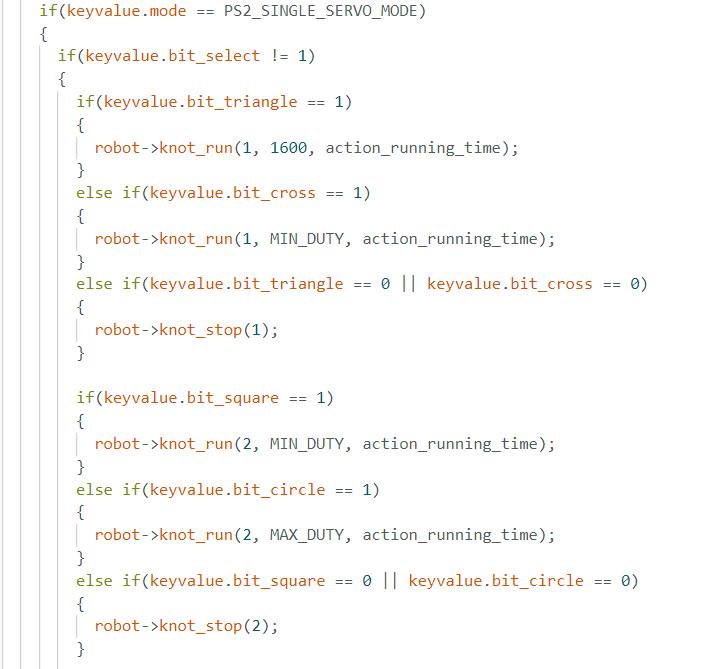 if(keyvalue.mode == PS2_SINGLE_SERVO_MODE)
{
if(keyvalue.bit_select != 1)
{
if(keyvalue.bit_triangle == 1)
{
robot->knot_run(1, 1600, action_running_time);
}
else if(keyvalue.bit_cross == 1)
{
robot->knot_run(1, MIN_DUTY, action_running_time);
}
else if(keyvalue.bit_triangle == 0 || keyvalue.bit_cross == 0)
{
robot->knot_stop(1);
}
if(keyvalue.bit_square == 1)
{
robot->knot_run(2, MIN_DUTY, action_running_time);
}
else if(keyvalue.bit_circle == 1)
{
robot->knot_run(2, MAX_DUTY, action_running_time);
}
else if(keyvalue.bit_square == 0 || keyvalue.bit_circle == 0)
{
robot->knot_stop(2);
}